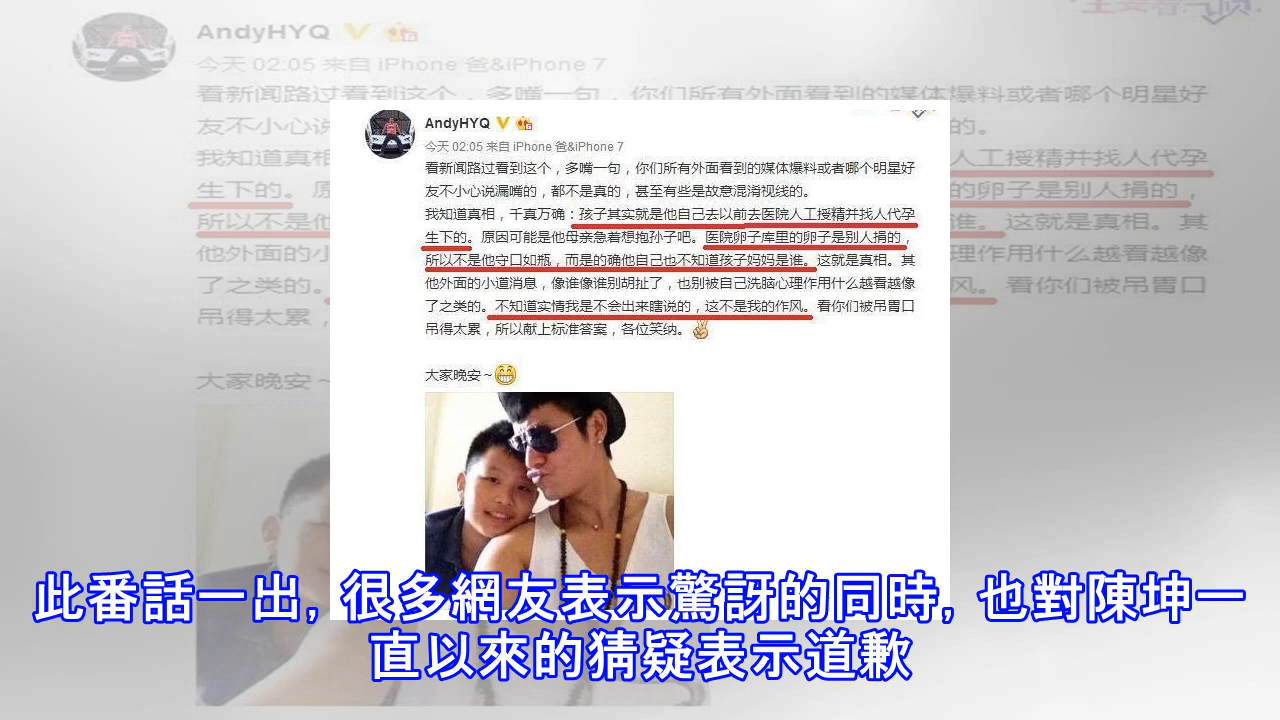 AndyHYQ
今天 02:05 来自 iPhone 爸&iPhone 7
看新闻路过看到这个，多嘴一句，你们所有外面看到的媒体爆料或者哪个明星好
友不小心说漏嘴的，都不是真的，甚至有些是故意混消视线的。
我知道真相，千真万确：孩子其实就是他自己去以前去医院人工授精并找人代孕
生下的。原因可能是他母亲急着想抱孙子吧。医院卵子库里的卵子是别人捐的，
所以不是他守口如瓶，而是的确他自己也不知道孩子妈妈是谁。这就是真相。其
他外面的小道消息，像谁像谁别胡扯了，也别被自己洗脑心理作用什么越看越像
了之类的。不知道实情我是不会出来瞎说的，这不是我的作风。看你们被吊胃口
吊得太累，所以献上标准答案，各位笑纳。
大家晚安～
此番話一出, 很多網友表示驚訝的同時, 也對陳坤一
直以來的猜疑表示道歉